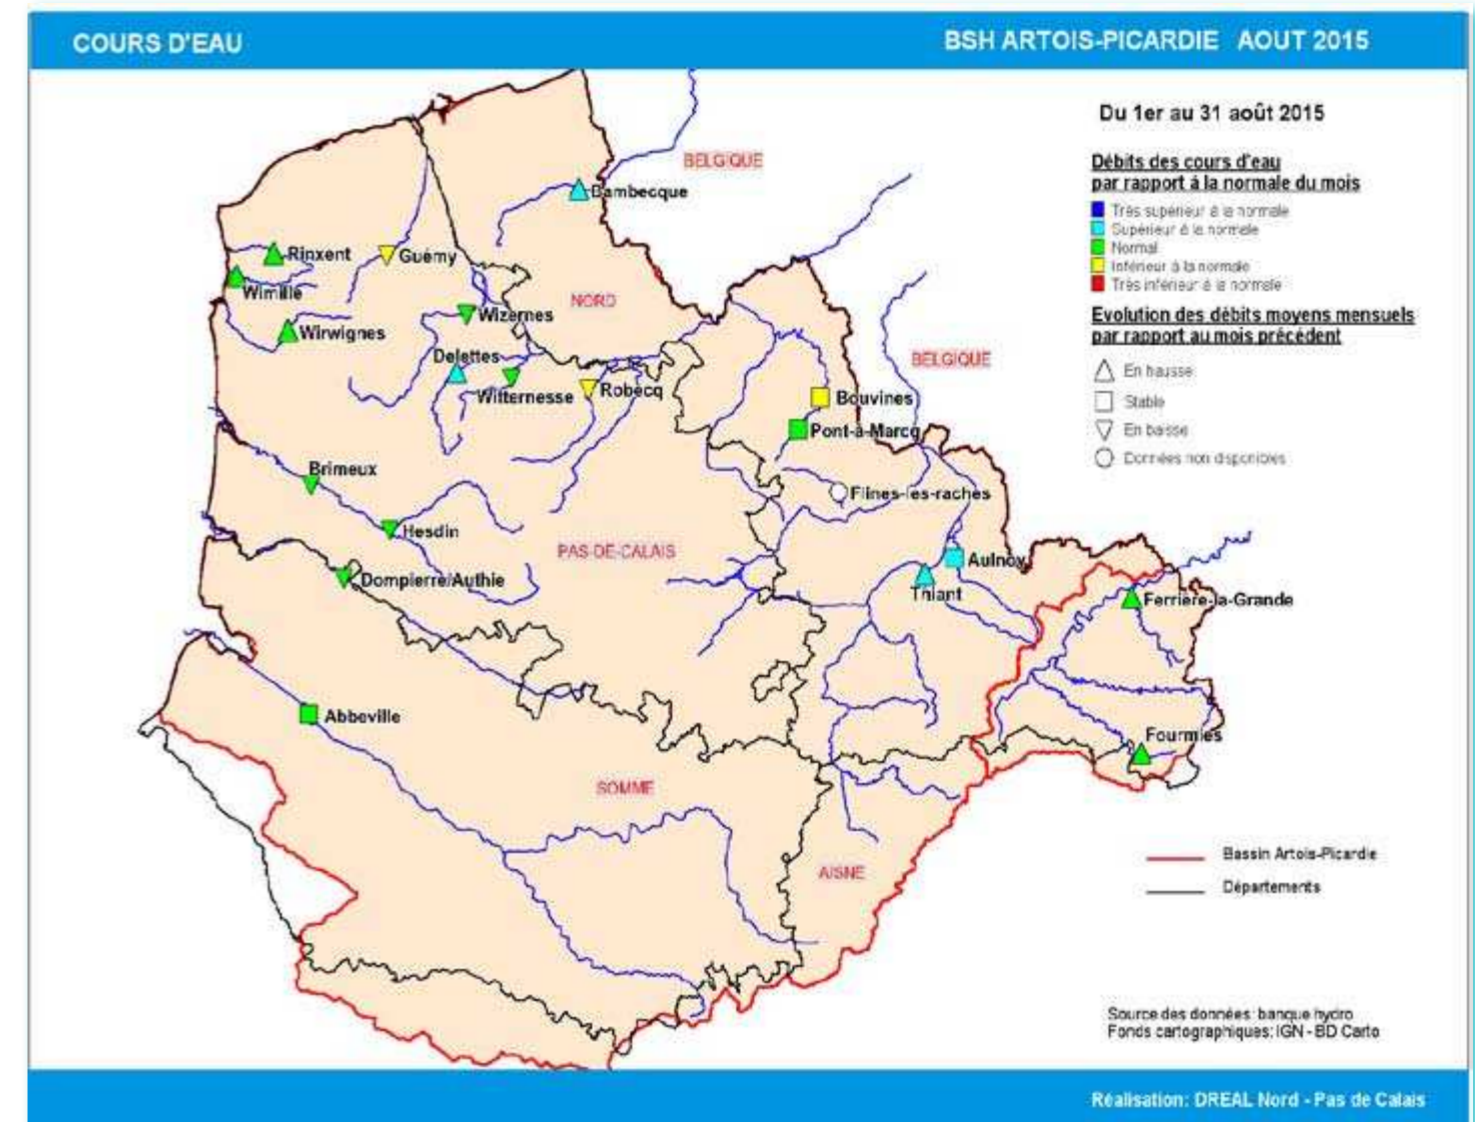 COURS D'EAU
BSH ARTOIS-PICARDIE AOUT 2015
Du 1er au 31 août 2015
Débits des cours d'eau
par rapport à la normale du mois
Très supérieur à la normale
Supérieur à la normale
Normal
Inférieur à la normale
Très inférieur à la normale
Evolution des débits moyens mensuels
par rapport au mois précédent
En hausse
Stable
En baisse
Données non disponibles
BELGIQUE
Bambecque
Rinxent
Guémy
Wimille
NORD
Wizernes
Wirwignes
Delettes
BELGIQUE
Witternesse
Robecq
Bouvines
Pont-à-Marcq
Brimeux
Flines-les-raches
Hesdin
PAS-DE-CALAIS
Aulnoy
Dompierre/Authie
Thiant
Ferrière-la-Grande
Abbeville
Fourmies
SOMME
AISNE
Bassin Artois-Picardie
Départements
Source des données: banque hydro
Fonds cartographiques: IGN - BD Carto
Réalisation: DREAL Nord - Pas de Calais